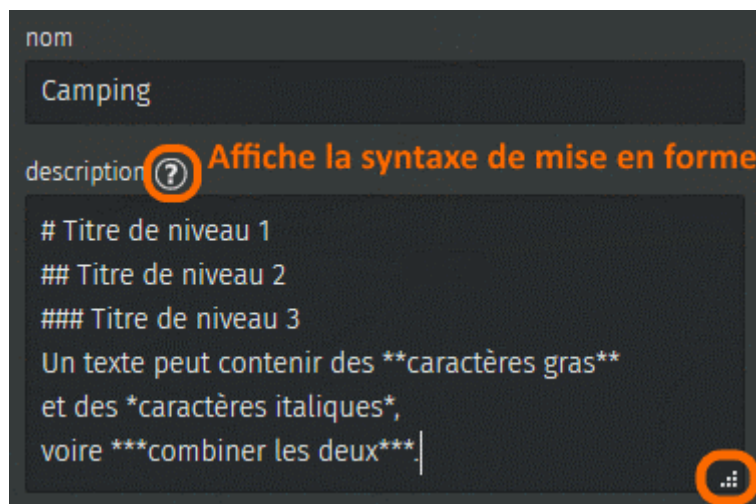 nom
Camping
description ? Affiche la syntaxe de mise en forme
# Titre de niveau 1
## Titre de niveau 2
### Titre de niveau 3
Un texte peut contenir des **caractères gras**
et des *caractères italiques*,
voire ***combiner les deux***.